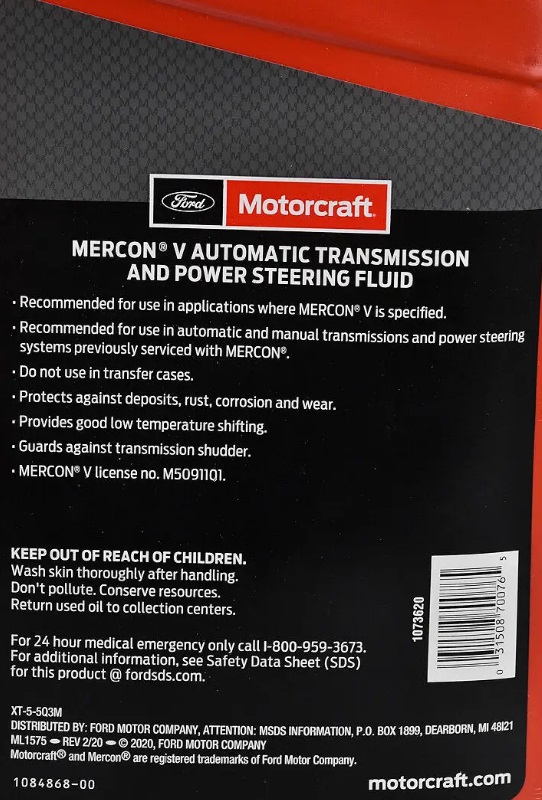 Ford Motorcraft®
MERCON® V AUTOMATIC TRANSMISSION
AND POWER STEERING FLUID
· Recommended for use in applications where MERCON® V is specified.
· Recommended for use in automatic and manual transmissions and power steering
systems previously serviced with MERCON®.
· Do not use in transfer cases.
· Protects against deposits, rust, corrosion and wear.
· Provides good low temperature shifting.
· Guards against transmission shudder.
· MERCON® V license no. M5091101.
KEEP OUT OF REACH OF CHILDREN.
Wash skin thoroughly after handling.
Don't pollute. Conserve resources.
Return used oil to collection centers.
1073620
0 31508 70076 5
For 24 hour medical emergency only call 1-800-959-3673.
For additional information, see Safety Data Sheet (SDS)
for this product @ fordsds.com.
XT-5-5Q3M
DISTRIBUTED BY: FORD MOTOR COMPANY, ATTENTION: MSDS INFORMATION, P.O. BOX 1899, DEARBORN, MI 48121
ML1575 – REV 2/20 – © 2020, FORD MOTOR COMPANY
Motorcraft® and Mercon® are registered trademarks of Ford Motor Company.
1084868-00
motorcraft.com